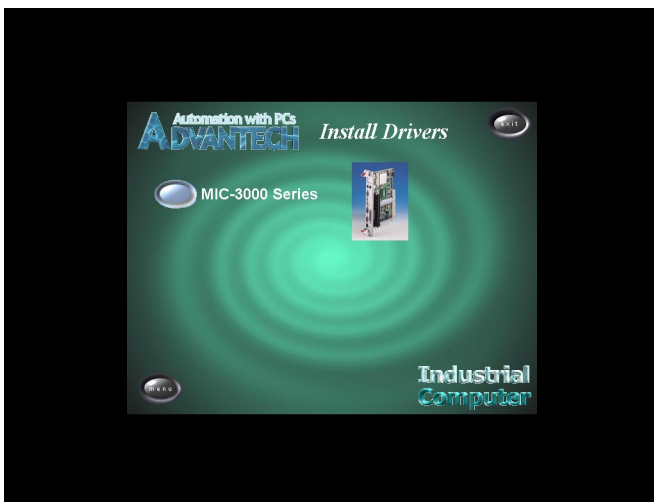 Automation with PCs
ADVANTECH
Install Drivers
exit
MIC-3000 Series
menu
Industrial
Computer